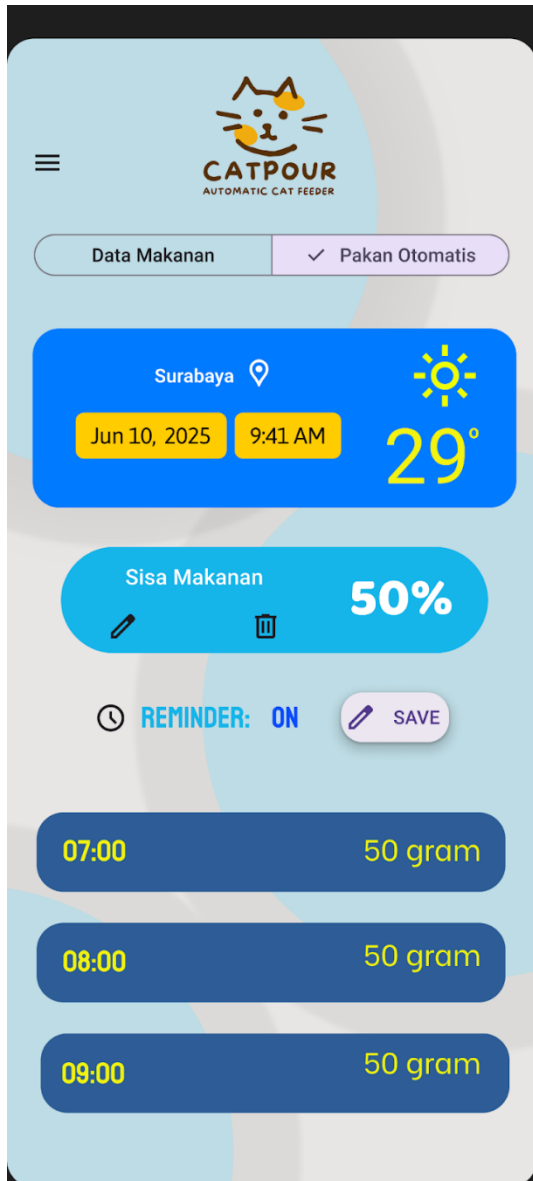 CATPOUR
AUTOMATIC CAT FEEDER
Data Makanan
Pakan Otomatis
Surabaya
Jun 10, 2025
9:41 AM
29°
Sisa Makanan
50%
REMINDER: ON
SAVE
07:00
50 gram
08:00
50 gram
09:00
50 gram